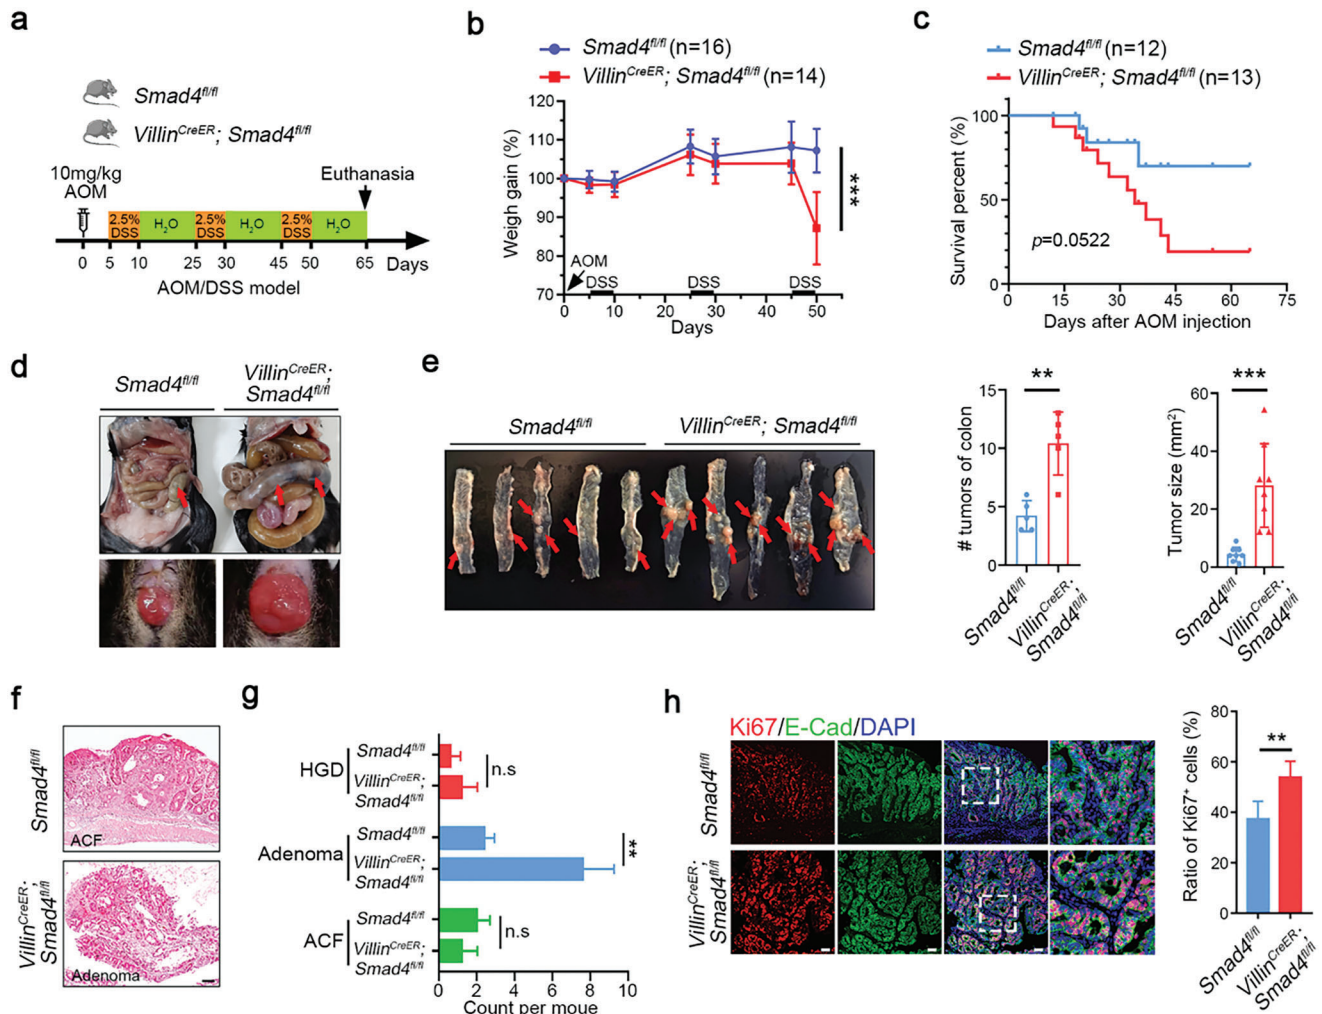 a
Smad4fl/fl
VillinCreER; Smad4fl/fl
10mg/kg
AOM
Euthanasia
2.5% DSS H2O 2.5% DSS H2O 2.5% DSS H2O
0 5 10 25 30 45 50 65 Days
AOM/DSS model
b
Smad4fl/fl (n=16)
VillinCreER; Smad4fl/fl (n=14)
Weigh gain (%)
120
110
100
90
80
70
***
AOM
DSS DSS DSS
0 10 20 30 40 50
Days
c
Smad4fl/fl (n=12)
VillinCreER; Smad4fl/fl (n=13)
Survival percent (%)
100
50
0
p=0.0522
0 15 30 45 60 75
Days after AOM injection
d
Smad4fl/fl
VillinCreER;
Smad4fl/fl
e
Smad4fl/fl
VillinCreER; Smad4fl/fl
# tumors of colon
15
10
5
0
**
Smad4fl/fl
VillinCreER;
Smad4fl/fl
Tumor size (mm2)
60
40
20
0
***
Smad4fl/fl
VillinCreER;
Smad4fl/fl
f
Smad4fl/fl
ACF
VillinCreER;
Smad4fl/fl
Adenoma
g
HGD
Smad4fl/fl
VillinCreER;
Smad4fl/fl
n.s
Adenoma
Smad4fl/fl
VillinCreER;
Smad4fl/fl
**
ACF
Smad4fl/fl
VillinCreER;
Smad4fl/fl
n.s
0 2 4 6 8 10
Count per moue
h
Ki67/E-Cad/DAPI
Smad4fl/fl
VillinCreER;
Smad4fl/fl
Ratio of Ki67+ cells (%)
80
60
40
20
0
**
Smad4fl/fl
VillinCreER;
Smad4fl/fl